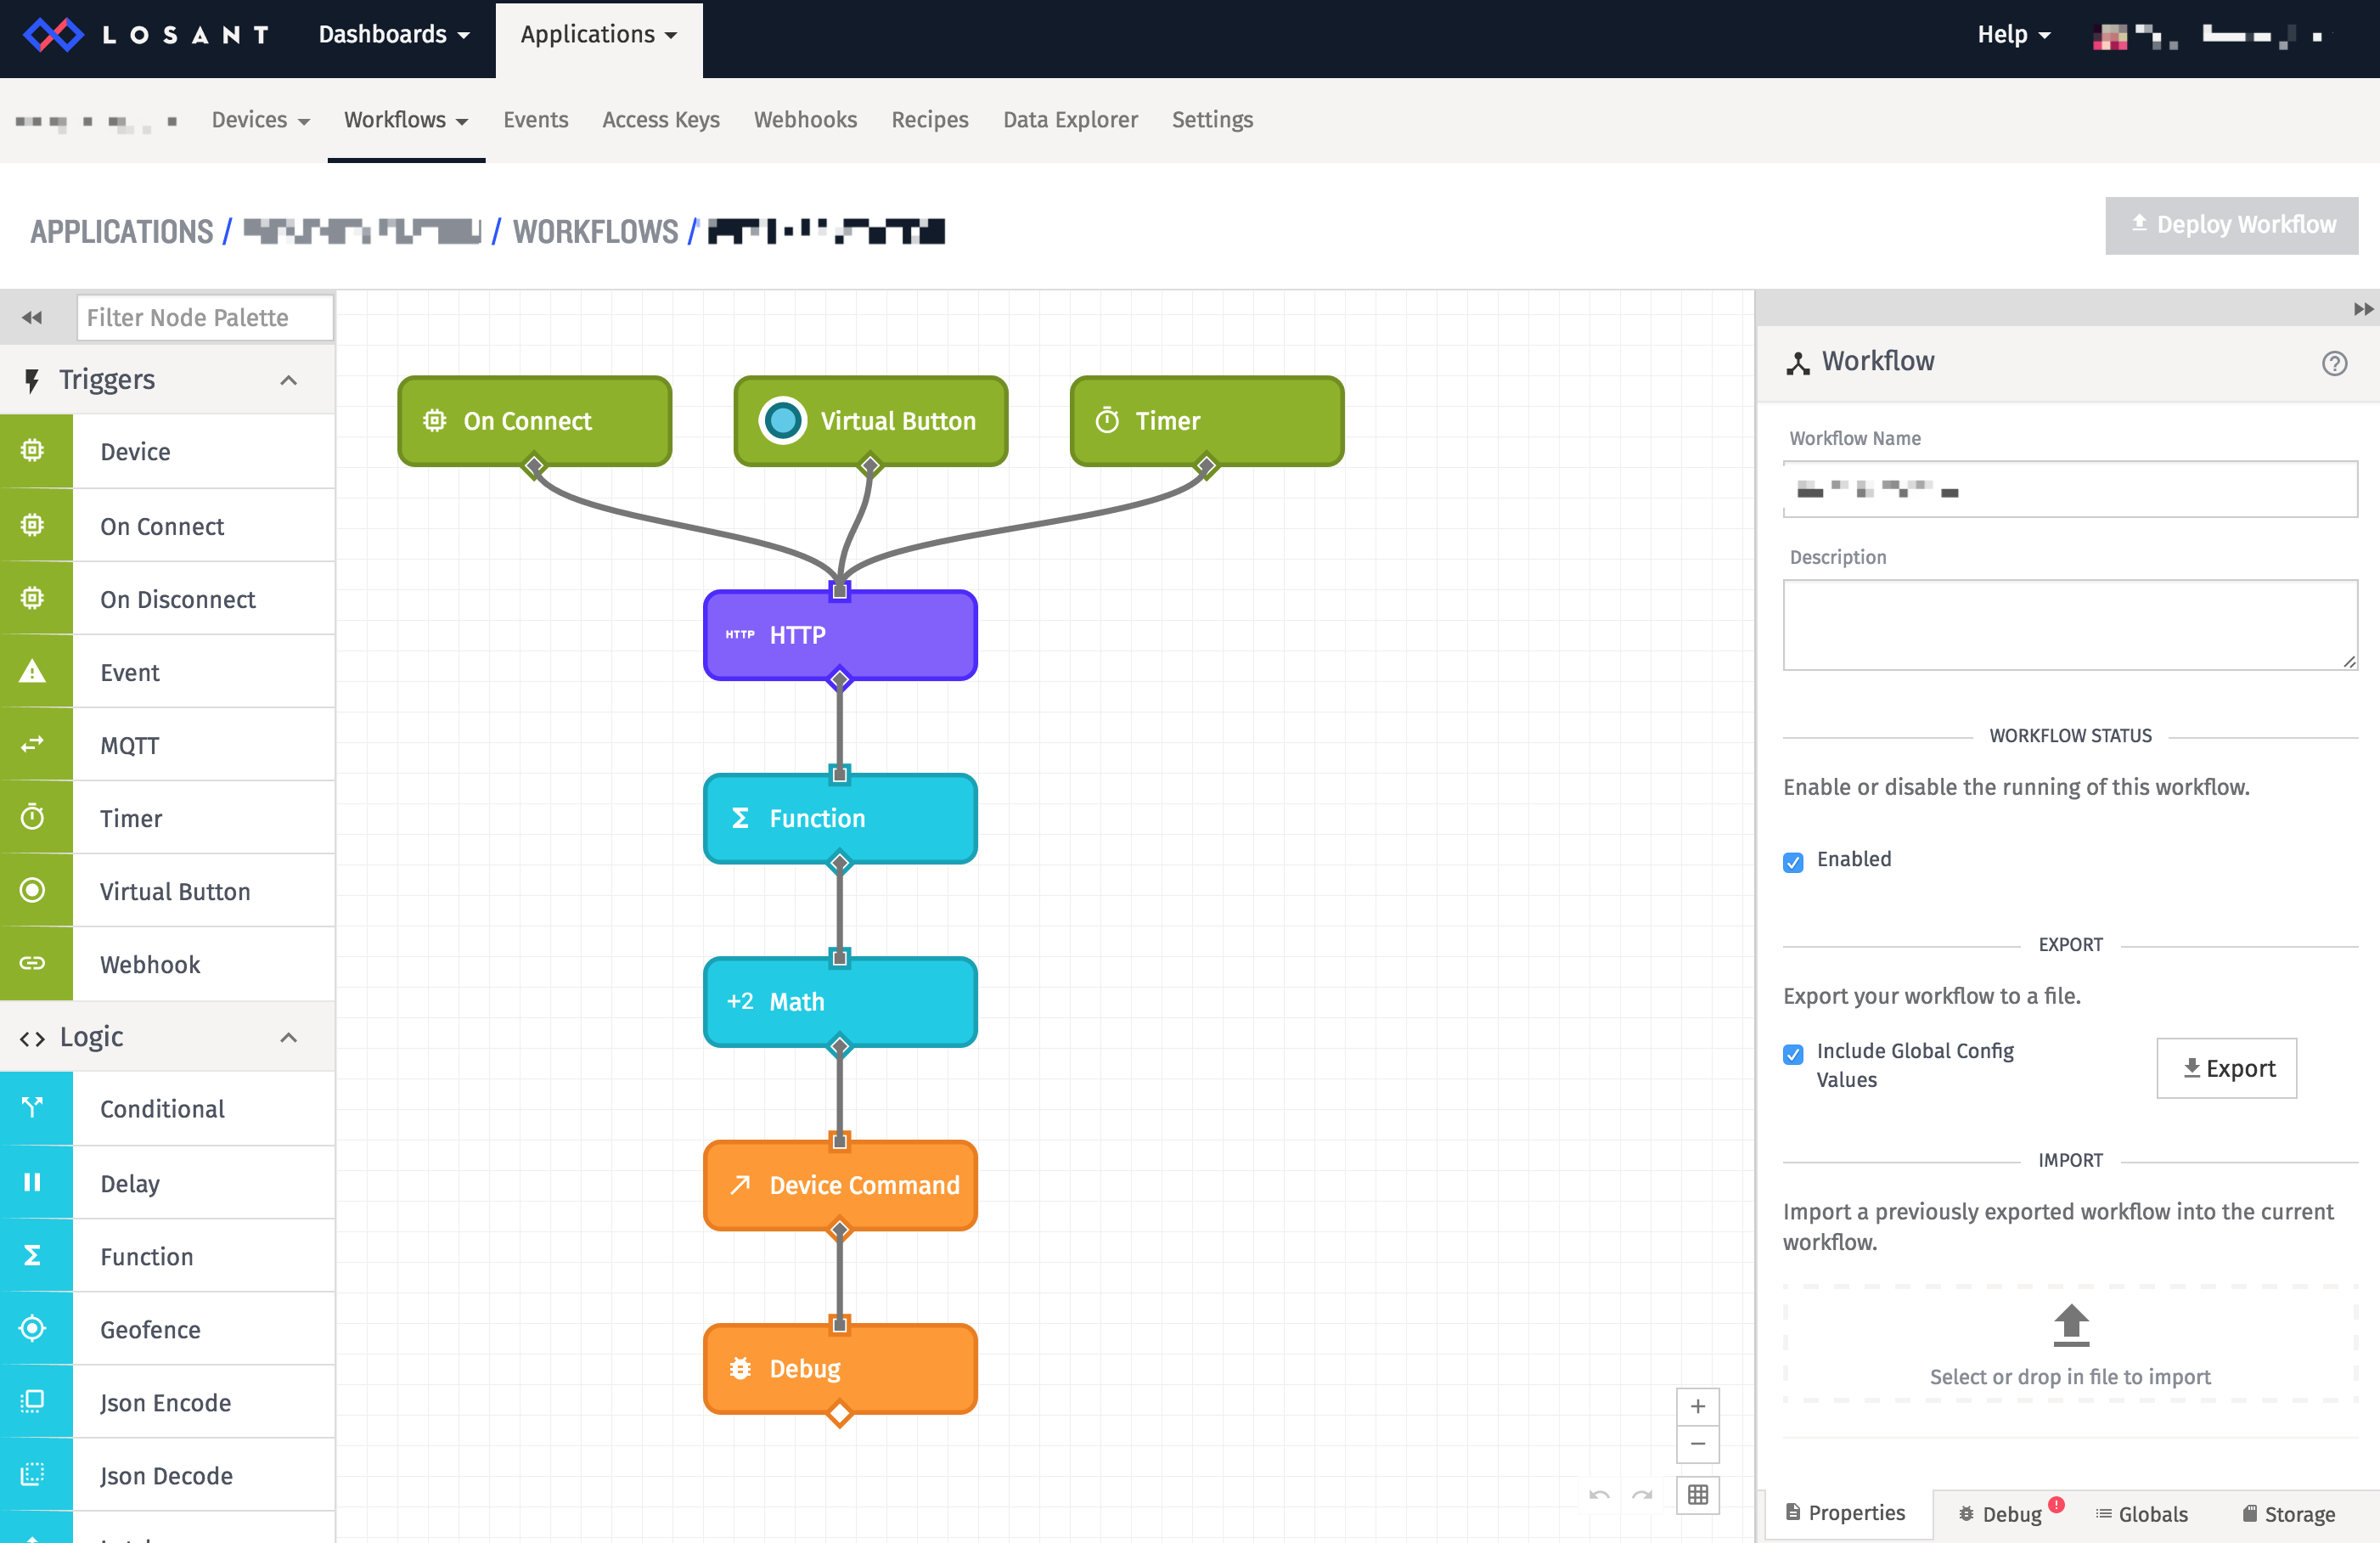 LOSANT Dashboards Applications Help
Devices Workflows Events Access Keys Webhooks Recipes Data Explorer Settings
APPLICATIONS / / WORKFLOWS /
Deploy Workflow
Filter Node Palette
Triggers
Device
On Connect
On Disconnect
Event
MQTT
Timer
Virtual Button
Webhook
Logic
Conditional
Delay
Function
Geofence
Json Encode
Json Decode
On Connect
Virtual Button
Timer
HTTP HTTP
Function
+2 Math
Device Command
Debug
Workflow
Workflow Name
Description
WORKFLOW STATUS
Enable or disable the running of this workflow.
Enabled
EXPORT
Export your workflow to a file.
Include Global Config
Values
Export
IMPORT
Import a previously exported workflow into the current
workflow.
Select or drop in file to import
Properties Debug Globals Storage